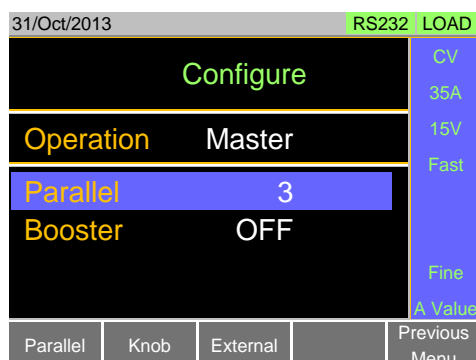 31/Oct/2013 RS232 LOAD
Configure
Operation Master
Parallel 3
Booster OFF
CV
35A
15V
Fast
Fine
A Value
Parallel Knob External Previous Menu